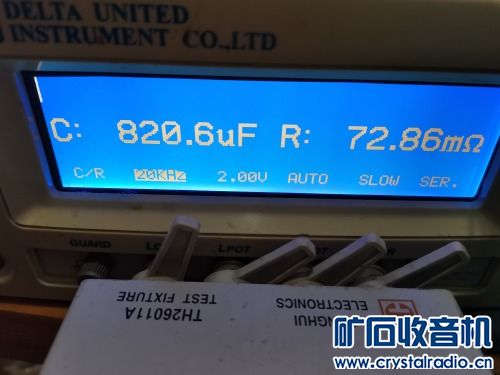 DELTA UNITED
INSTRUMENT CO.,LTD
C: 820.6uF R: 72.86mΩ
C/R 20KHz 2.00V AUTO SLOW SER.
GUARD LPOT
TH26011A
TEST FIXTURE
ELECTRONICS
矿石收音机
www.crystalradio.cn